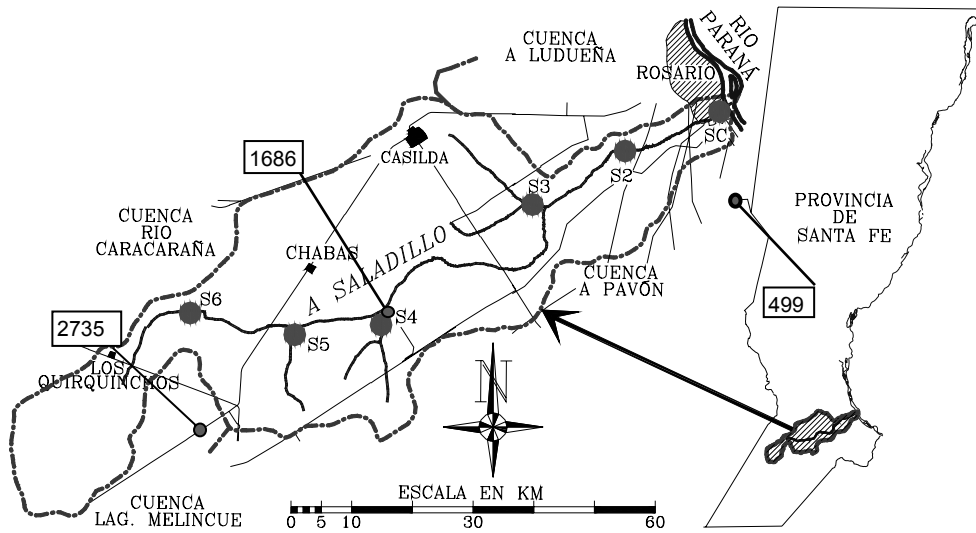 CUENCA
A LUDUEÑA
RIO
PARANÁ
ROSARIO
SC
1686
CASILDA
S2
S3
CUENCA
RIO
CARACARAÑA
PROVINCIA
DE
SANTA FE
A SALADILLO
CHABAS
CUENCA
A PAVÓN
499
S6
2735
S4
S5
LOS
QUIRQUINCHOS
N
CUENCA
LAG. MELINCUE
ESCALA EN KM
0 5 10 30 60